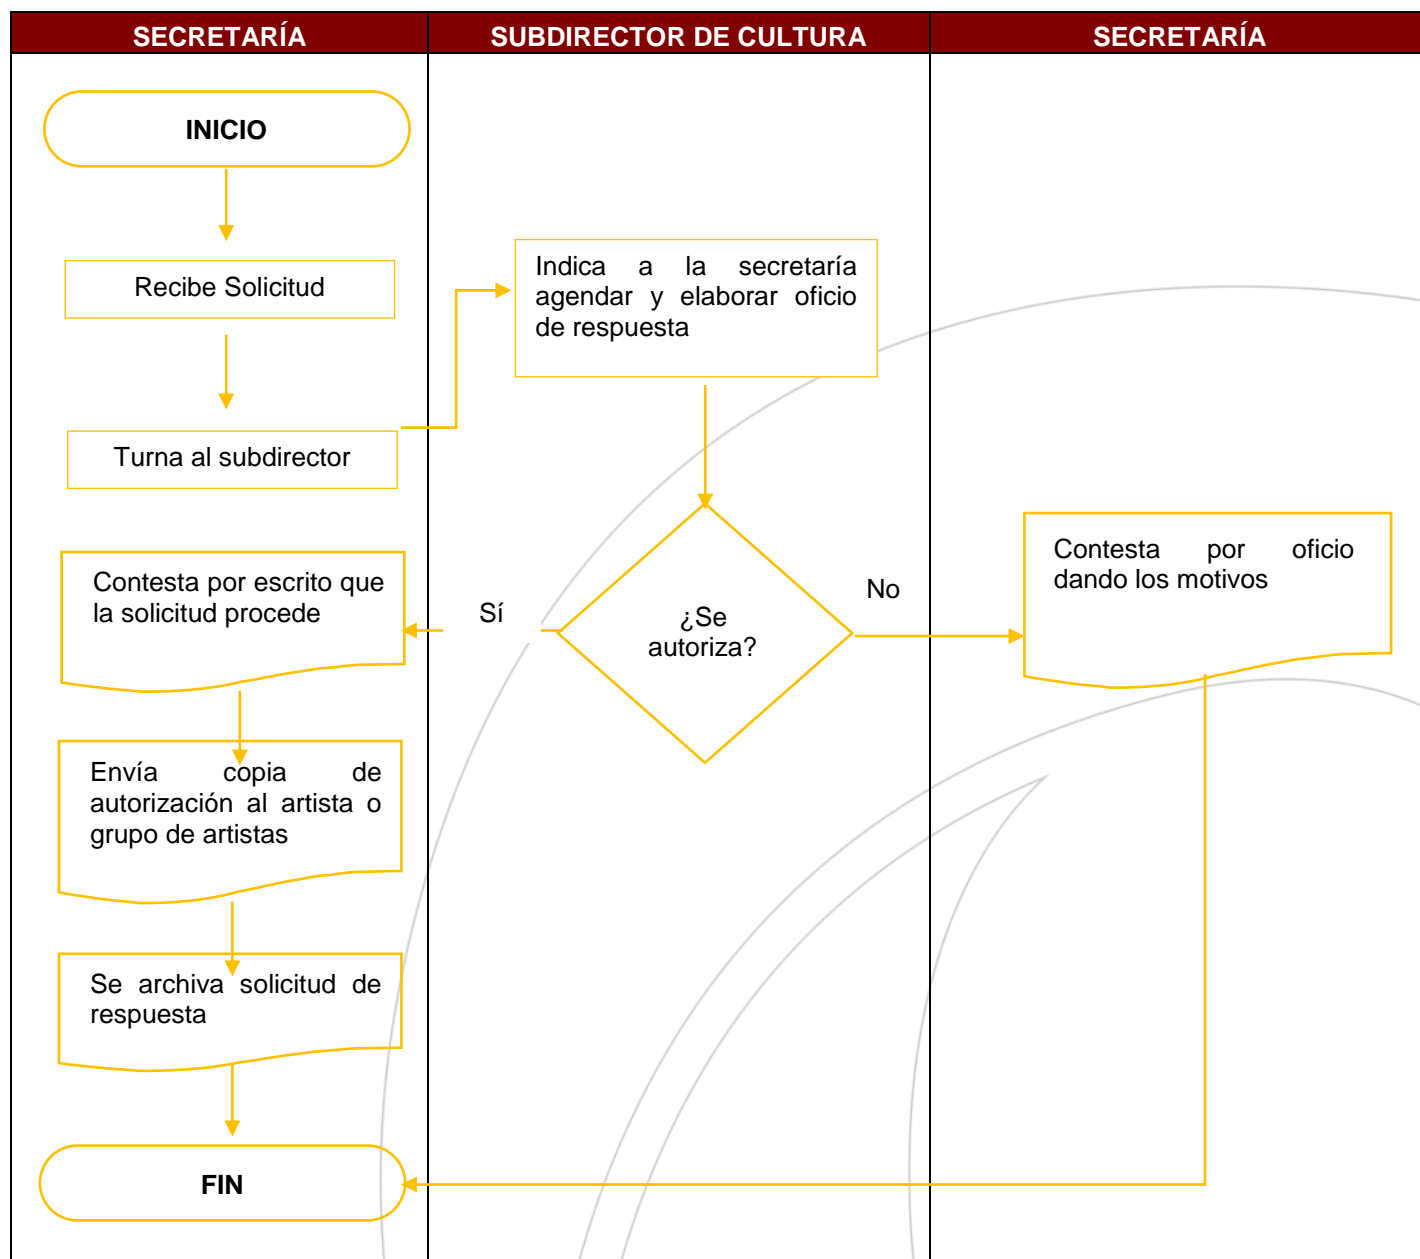 SECRETARÍA
SUBDIRECTOR DE CULTURA
SECRETARÍA
INICIO
Recibe Solicitud
Turna al subdirector
Indica a la secretaría
agendar y elaborar oficio
de respuesta
¿Se
autoriza?
Sí
No
Contesta por escrito que
la solicitud procede
Envía copia de
autorización al artista o
grupo de artistas
Se archiva solicitud de
respuesta
Contesta por oficio
dando los motivos
FIN